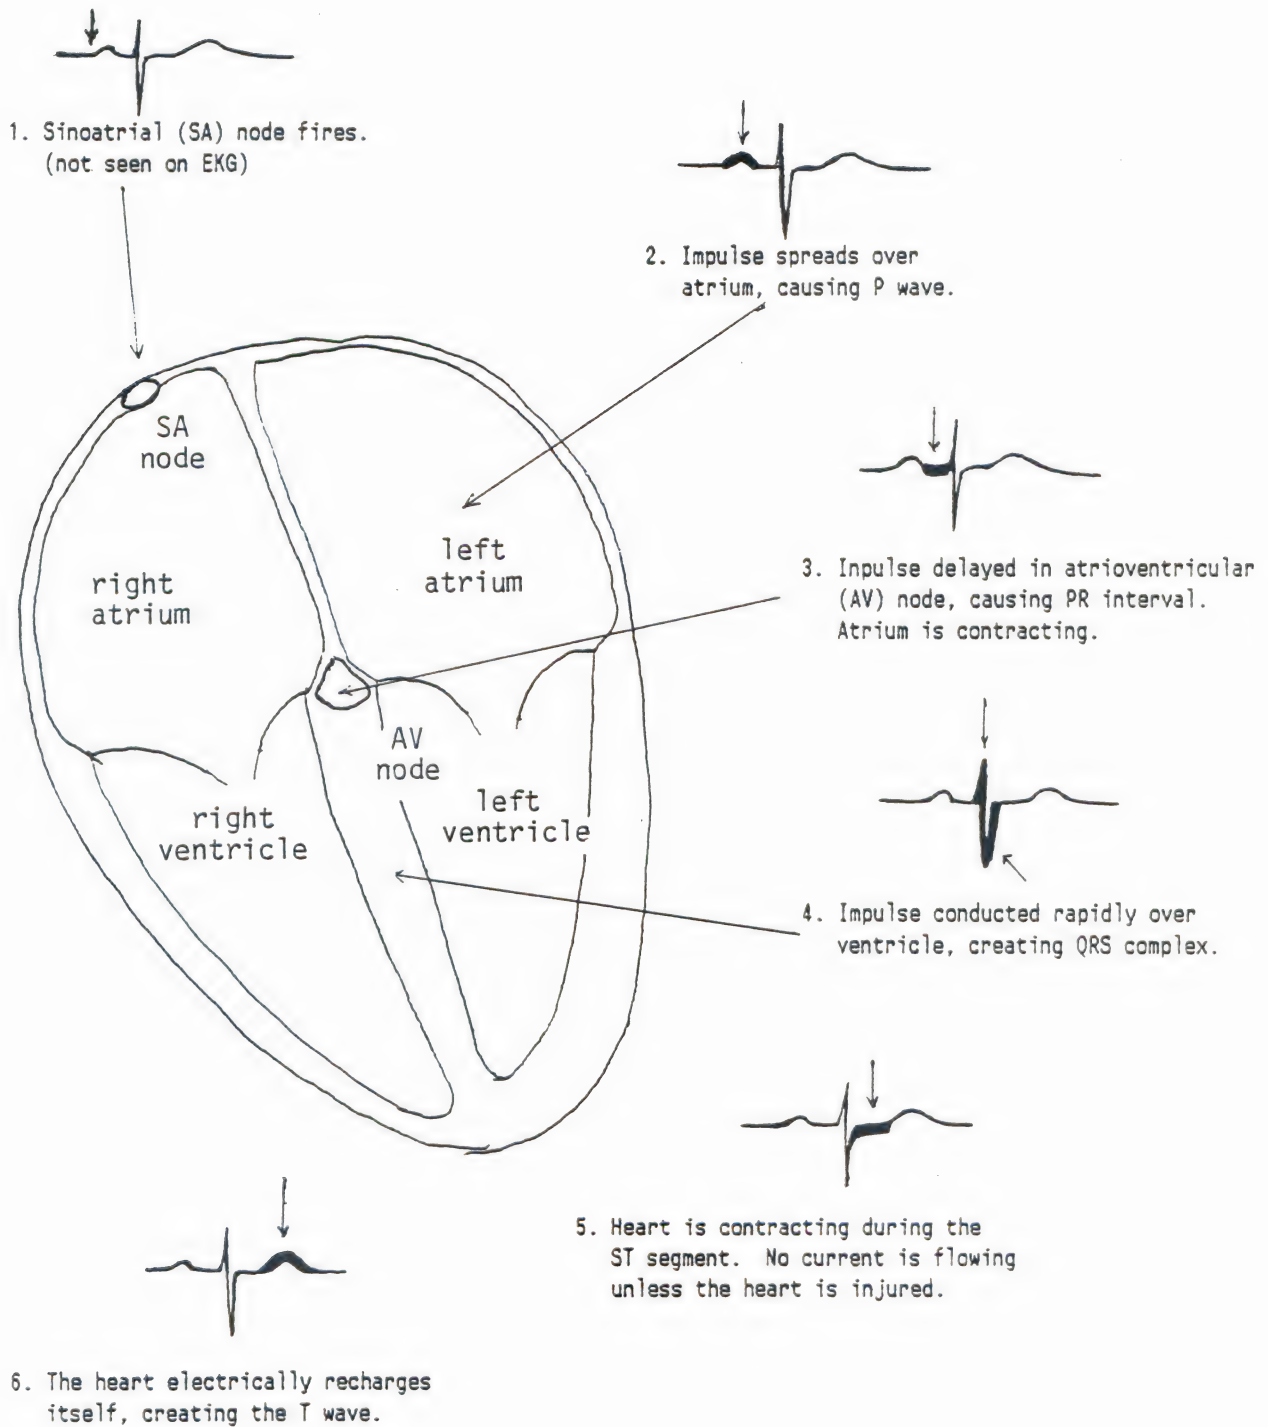 1. Sinoatrial (SA) node fires.
(not seen on EKG)
2. Impulse spreads over
atrium, causing P wave.
SA
node
left
atrium
right
atrium
3. Inpulse delayed in atrioventricular
(AV) node, causing PR interval.
Atrium is contracting.
AV
node
left
ventricle
right
ventricle
4. Impulse conducted rapidly over
ventricle, creating QRS complex.
5. Heart is contracting during the
ST segment. No current is flowing
unless the heart is injured.
6. The heart electrically recharges
itself, creating the T wave.